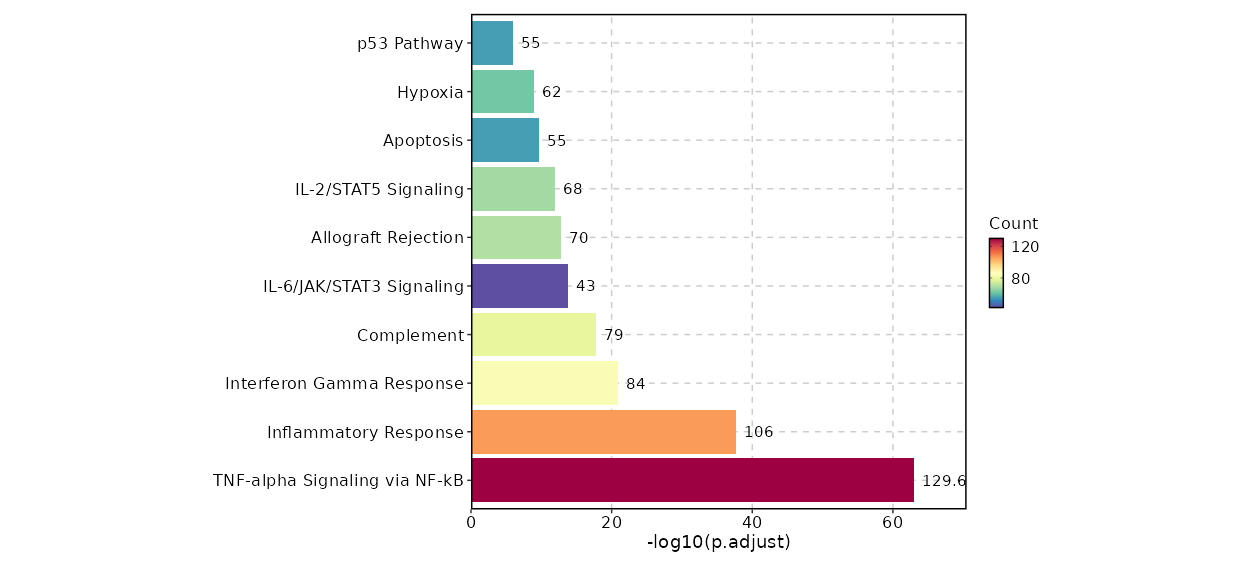 p53 Pathway 55
Hypoxia 62
Apoptosis 55
IL-2/STAT5 Signaling 68
Allograft Rejection 70
IL-6/JAK/STAT3 Signaling 43
Complement 79
Interferon Gamma Response 84
Inflammatory Response 106
TNF-alpha Signaling via NF-kB 129.6
0 20 40 60
-log10(p.adjust)
Count
120
80